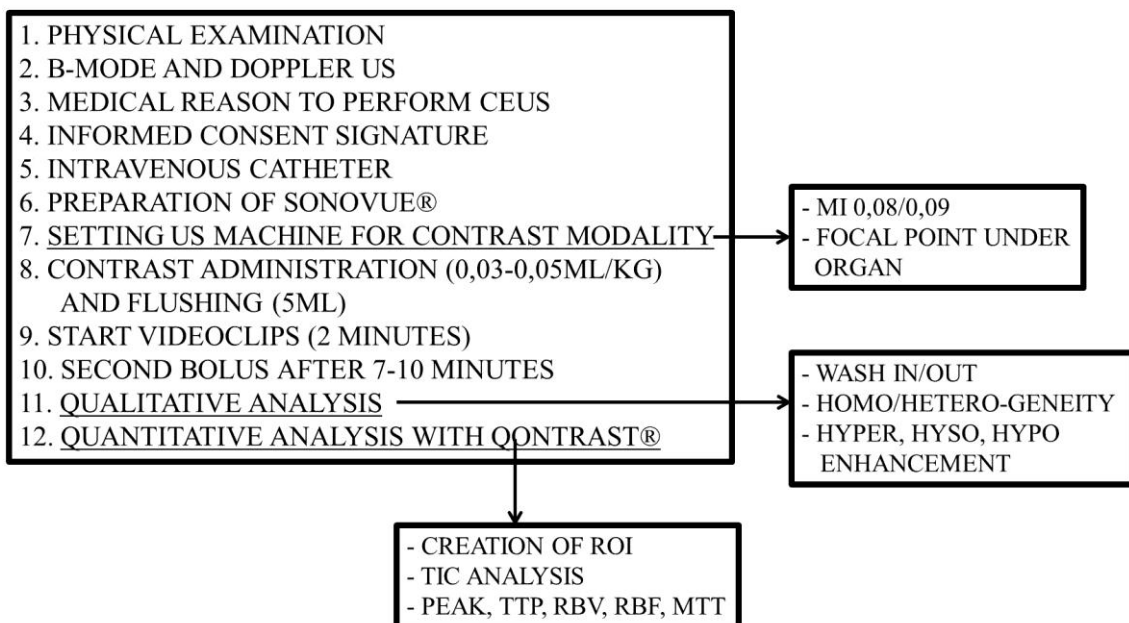 1. PHYSICAL EXAMINATION
2. B-MODE AND DOPPLER US
3. MEDICAL REASON TO PERFORM CEUS
4. INFORMED CONSENT SIGNATURE
5. INTRAVENOUS CATHETER
6. PREPARATION OF SONOVUE®
7. SETTING US MACHINE FOR CONTRAST MODALITY
8. CONTRAST ADMINISTRATION (0,03-0,05ML/KG)
AND FLUSHING (5ML)
9. START VIDEOCLIPS (2 MINUTES)
10. SECOND BOLUS AFTER 7-10 MINUTES
11. QUALITATIVE ANALYSIS
12. QUANTITATIVE ANALYSIS WITH QONTRAST®
- MI 0,08/0,09
- FOCAL POINT UNDER
ORGAN
- WASH IN/OUT
- HOMO/HETERO-GENEITY
- HYPER, HYSO, HYPO
ENHANCEMENT
- CREATION OF ROI
- TIC ANALYSIS
- PEAK, TTP, RBV, RBF, MTT